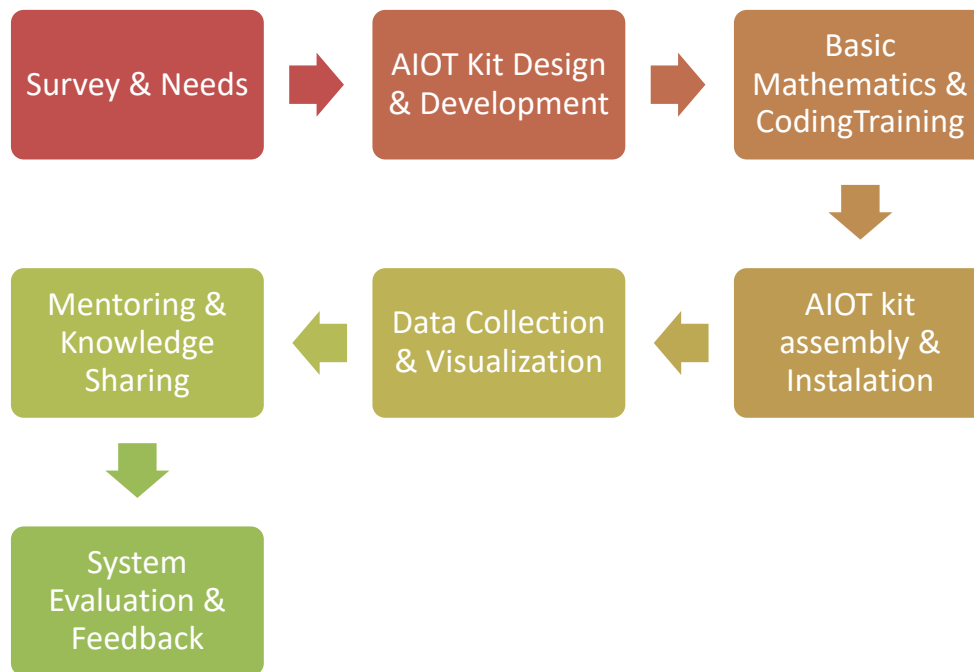 Survey & Needs
AIOT Kit Design
& Development
Basic
Mathematics &
CodingTraining
AIOT kit
assembly &
Instalation
Data Collection
& Visualization
Mentoring &
Knowledge
Sharing
System
Evaluation &
Feedback